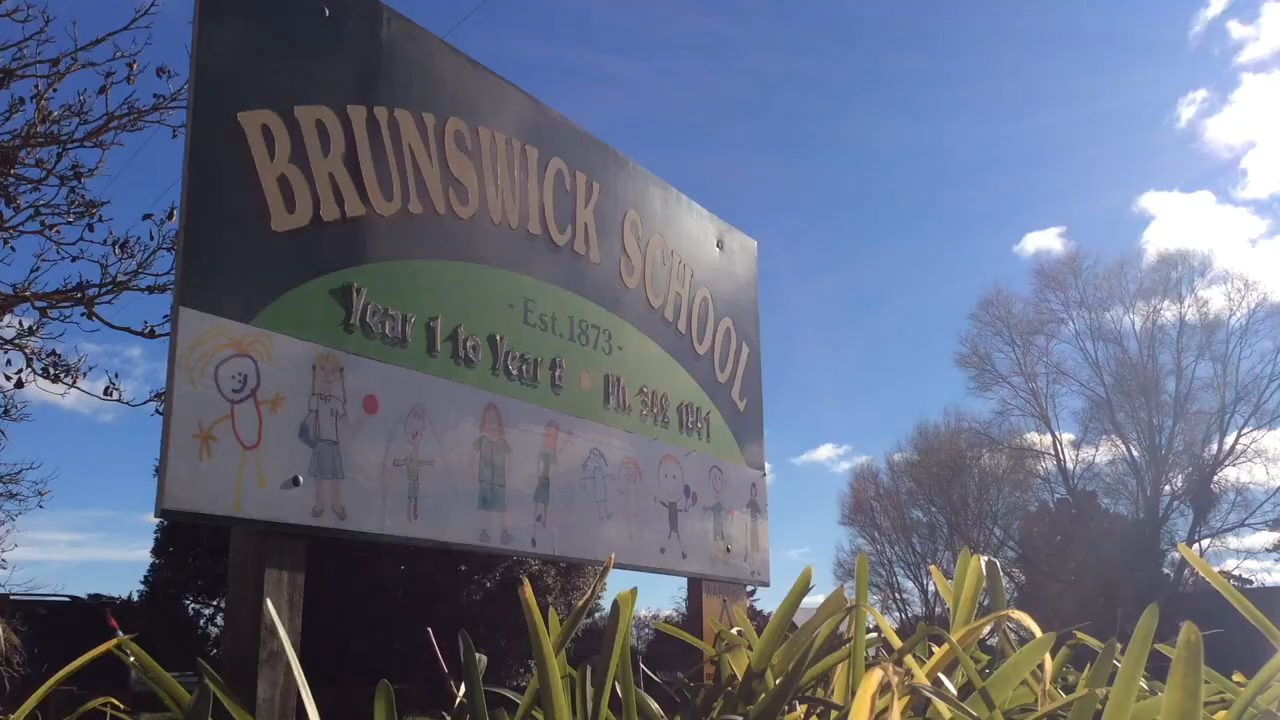 BRUNSWICK SCHOOL
- Est.1873 -
Year 1 to Year 8 • Ph. 342 1841